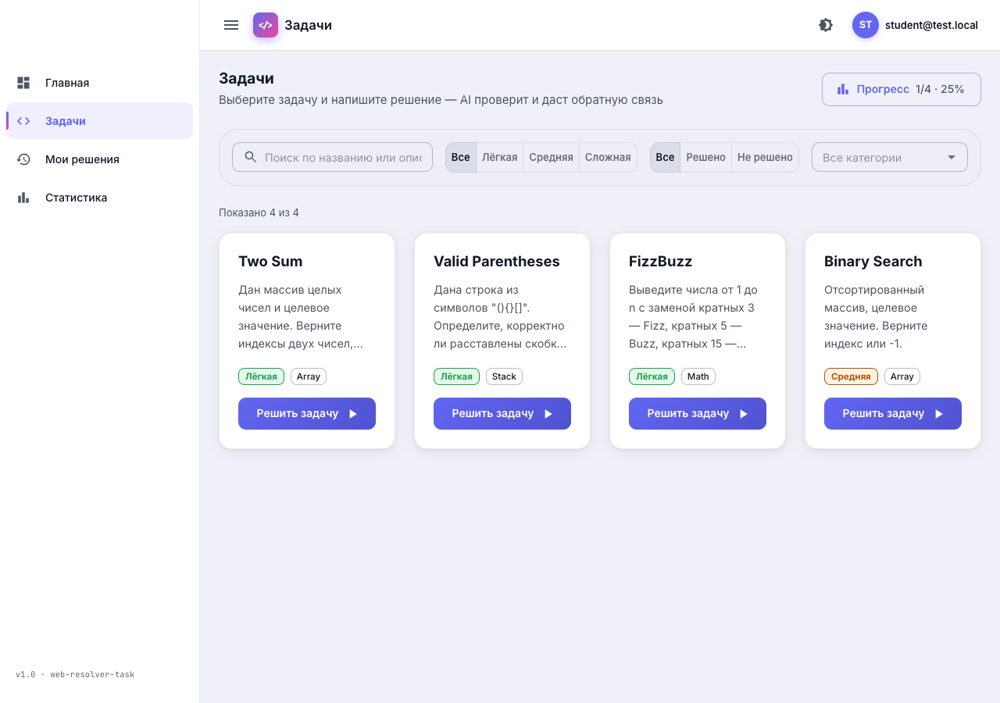 </> Задачи
ST student@test.local
Главная
Задачи
Мои решения
Статистика
v1.0 · web-resolver-task
Задачи
Выберите задачу и напишите решение — AI проверит и даст обратную связь
Прогресс 1/4 · 25%
Поиск по названию или опис
Все Лёгкая Средняя Сложная
Все Решено Не решено
Все категории
Показано 4 из 4
Two Sum
Дан массив целых
чисел и целевое
значение. Верните
индексы двух чисел,...
Лёгкая Array
Решить задачу
Valid Parentheses
Дана строка из
символов "(){}[]".
Определите, корректно
ли расставлены скобк...
Лёгкая Stack
Решить задачу
FizzBuzz
Выведите числа от 1 до
n с заменой кратных 3
— Fizz, кратных 5 —
Buzz, кратных 15 —...
Лёгкая Math
Решить задачу
Binary Search
Отсортированный
массив, целевое
значение. Верните
индекс или -1.
Средняя Array
Решить задачу